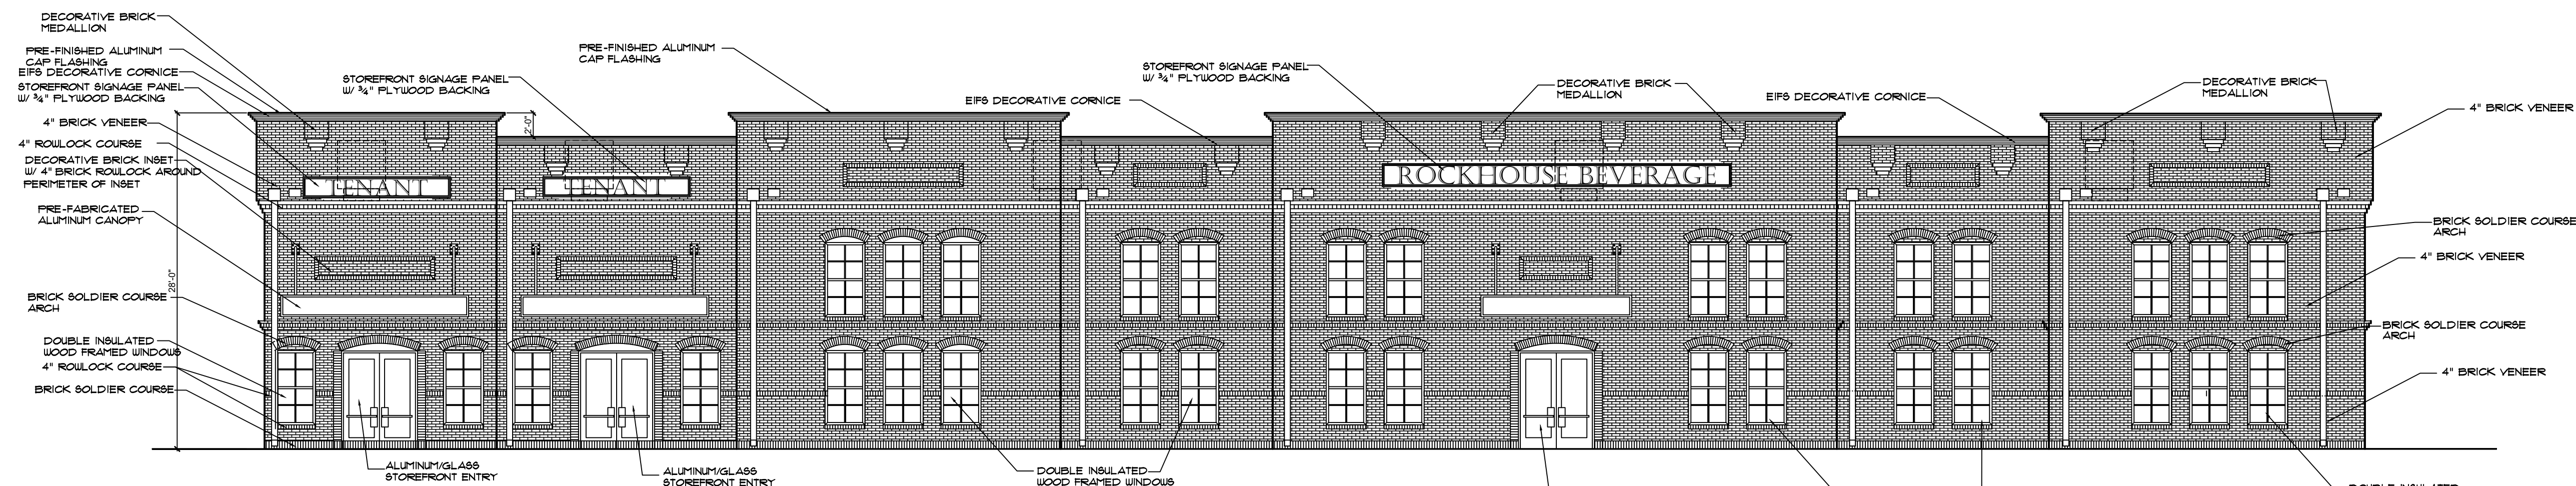 DECORATIVE BRICK
MEDALLION
PRE-FINISHED ALUMINUM
CAP FLASHING
EIFS DECORATIVE CORNICE
STOREFRONT SIGNAGE PANEL
W/ ¾" PLYWOOD BACKING
4" BRICK VENEER
4" ROWLOCK COURSE
DECORATIVE BRICK INSET
W/ 4" BRICK ROWLOCK AROUND
PERIMETER OF INSET
PRE-FABRICATED
ALUMINUM CANOPY
28'-0"
BRICK SOLDIER COURSE
ARCH
DOUBLE INSULATED
WOOD FRAMED WINDOWS
4" ROWLOCK COURSE
BRICK SOLDIER COURSE
STOREFRONT SIGNAGE PANEL
W/ ¾" PLYWOOD BACKING
2'-0"
PRE-FINISHED ALUMINUM
CAP FLASHING
TENANT
TENANT
EIFS DECORATIVE CORNICE
STOREFRONT SIGNAGE PANEL
W/ ¾" PLYWOOD BACKING
DECORATIVE BRICK
MEDALLION
ROCKHOUSE BEVERAGE
EIFS DECORATIVE CORNICE
DECORATIVE BRICK
MEDALLION
4" BRICK VENEER
BRICK SOLDIER COURSE
ARCH
4" BRICK VENEER
BRICK SOLDIER COURSE
ARCH
4" BRICK VENEER
ALUMINUM/GLASS
STOREFRONT ENTRY
ALUMINUM/GLASS
STOREFRONT ENTRY
DOUBLE INSULATED
WOOD FRAMED WINDOWS